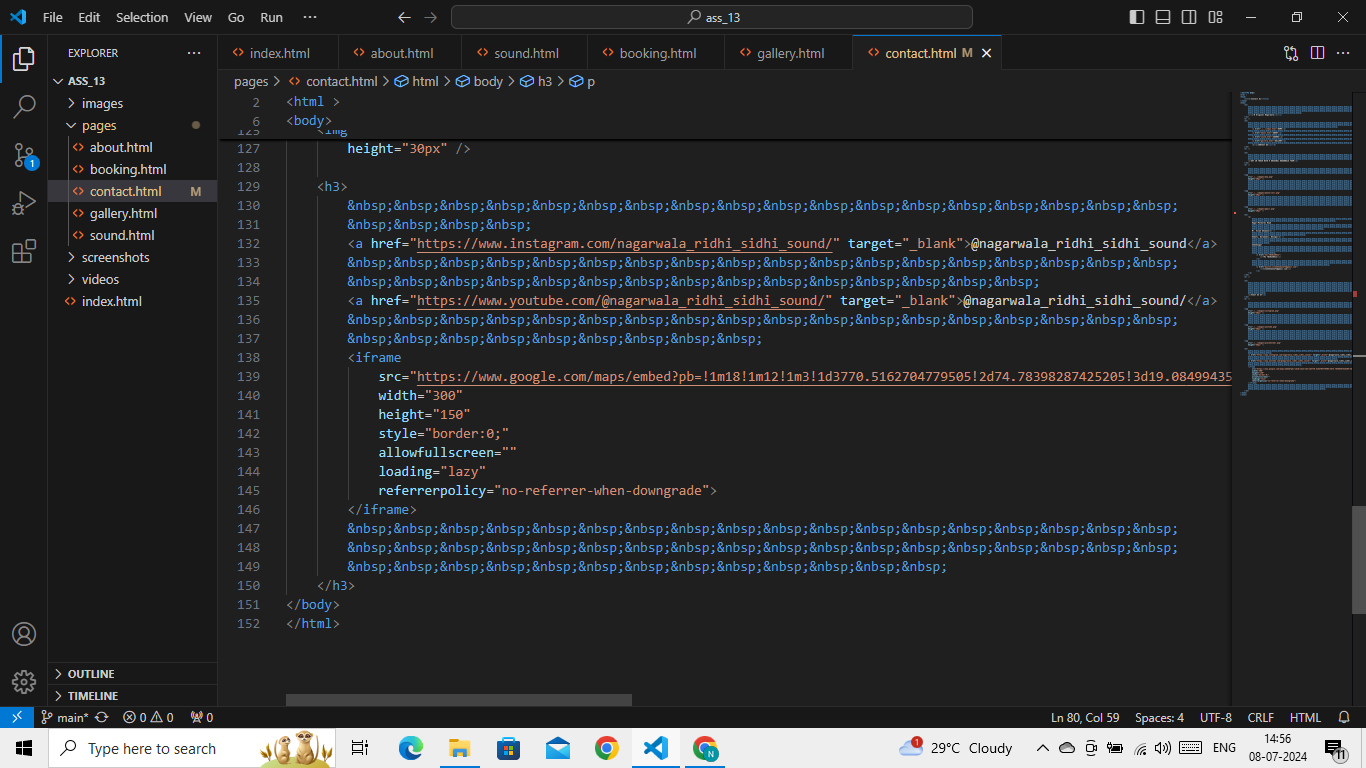 File Edit Selection View Go Run ··· ass_13
EXPLORER ···
index.html about.html sound.html booking.html gallery.html contact.html M
pages > contact.html > html > body > h3 > p
ASS_13
images
pages
about.html
booking.html
contact.html M
gallery.html
sound.html
screenshots
videos
index.html
OUTLINE
TIMELINE
1
2 <html >
6 <body>
125 <img
127 height="30px" />
128
129 <h3>
130 &nbsp;&nbsp;&nbsp;&nbsp;&nbsp;&nbsp;&nbsp;&nbsp;&nbsp;&nbsp;&nbsp;&nbsp;&nbsp;&nbsp;&nbsp;&nbsp;&nbsp;&nbsp;
131 &nbsp;&nbsp;&nbsp;&nbsp;
132 <a href="https://www.instagram.com/nagarwala_ridhi_sidhi_sound/" target="_blank">@nagarwala_ridhi_sidhi_sound</a>
133 &nbsp;&nbsp;&nbsp;&nbsp;&nbsp;&nbsp;&nbsp;&nbsp;&nbsp;&nbsp;&nbsp;&nbsp;&nbsp;&nbsp;&nbsp;&nbsp;&nbsp;&nbsp;
134 &nbsp;&nbsp;&nbsp;&nbsp;&nbsp;&nbsp;&nbsp;&nbsp;&nbsp;&nbsp;&nbsp;&nbsp;&nbsp;&nbsp;&nbsp;
135 <a href="https://www.youtube.com/@nagarwala_ridhi_sidhi_sound/" target="_blank">@nagarwala_ridhi_sidhi_sound/</a>
136 &nbsp;&nbsp;&nbsp;&nbsp;&nbsp;&nbsp;&nbsp;&nbsp;&nbsp;&nbsp;&nbsp;&nbsp;&nbsp;&nbsp;&nbsp;&nbsp;&nbsp;&nbsp;
137 &nbsp;&nbsp;&nbsp;&nbsp;&nbsp;&nbsp;&nbsp;&nbsp;&nbsp;
138 <iframe
139 src="https://www.google.com/maps/embed?pb=!1m18!1m12!1m3!1d3770.5162704779505!2d74.78398287425205!3d19.08499435
140 width="300"
141 height="150"
142 style="border:0;"
143 allowfullscreen=""
144 loading="lazy"
145 referrerpolicy="no-referrer-when-downgrade">
146 </iframe>
147 &nbsp;&nbsp;&nbsp;&nbsp;&nbsp;&nbsp;&nbsp;&nbsp;&nbsp;&nbsp;&nbsp;&nbsp;&nbsp;&nbsp;&nbsp;&nbsp;&nbsp;&nbsp;
148 &nbsp;&nbsp;&nbsp;&nbsp;&nbsp;&nbsp;&nbsp;&nbsp;&nbsp;&nbsp;&nbsp;&nbsp;&nbsp;&nbsp;&nbsp;&nbsp;&nbsp;&nbsp;
149 &nbsp;&nbsp;&nbsp;&nbsp;&nbsp;&nbsp;&nbsp;&nbsp;&nbsp;&nbsp;&nbsp;&nbsp;&nbsp;
150 </h3>
151 </body>
152 </html>
main* 0 0 0 Ln 80, Col 59 Spaces: 4 UTF-8 CRLF HTML
Type here to search 1 29°C Cloudy ENG 14:56
08-07-2024 11